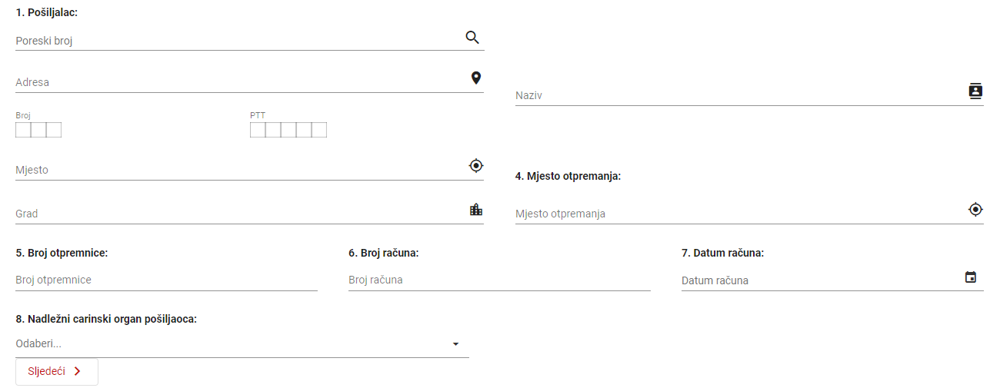 1. Pošiljalac:
Poreski broj
Adresa
Naziv
Broj
PTT
Mjesto
4. Mjesto otpremanja:
Grad
Mjesto otpremanja
5. Broj otpremnice:
6. Broj računa:
7. Datum računa:
Broj otpremnice
Broj računa
Datum računa
8. Nadležni carinski organ pošiljaoca:
Odaberi...
Sljedeći